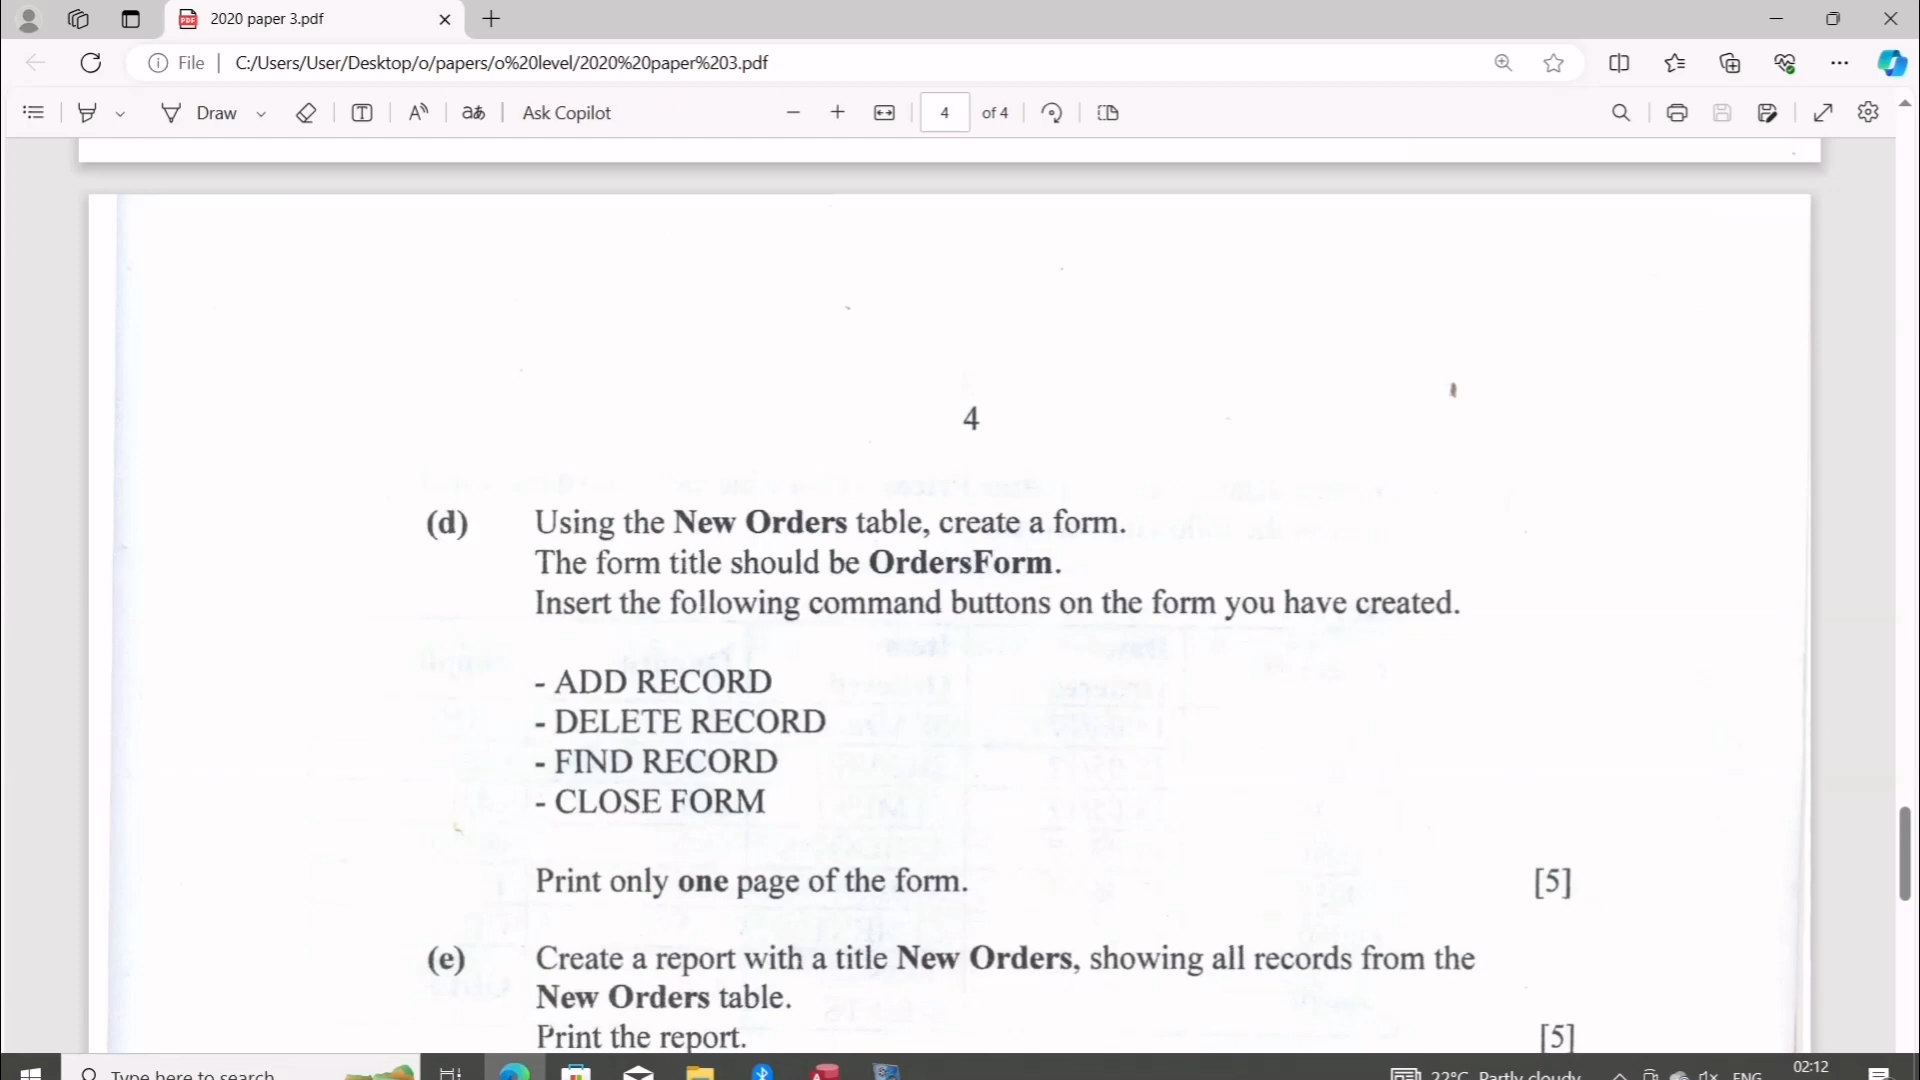 2020 paper 3.pdf
File C:/Users/User/Desktop/o/papers/o%20level/2020%20paper%203.pdf
Draw Ask Copilot 4 of 4
4
(d) Using the New Orders table, create a form.
The form title should be OrdersForm.
Insert the following command buttons on the form you have created.
- ADD RECORD
- DELETE RECORD
- FIND RECORD
- CLOSE FORM
Print only one page of the form. [5]
(e) Create a report with a title New Orders, showing all records from the
New Orders table.
Print the report. [5]
Type here to search 22°C Partly cloudy ENG 02:12